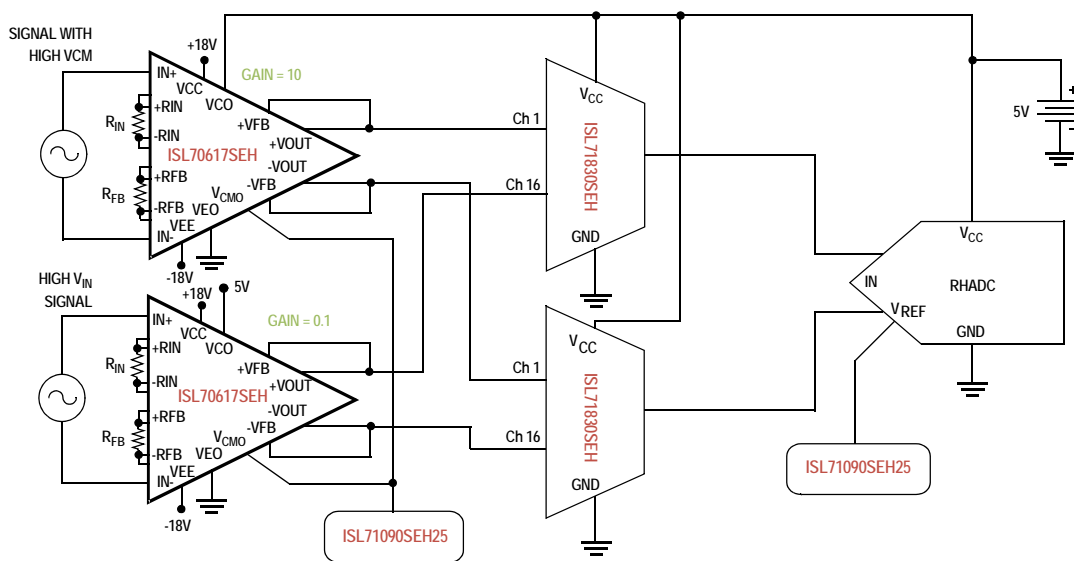 SIGNAL WITH
HIGH VCM
+18V
GAIN = 10
IN+
VCC
VCO
+RIN
RIN
-RIN
+VFB
+VOUT
ISL70617SEH
-VOUT
+RFB
RFB
-RFB
VCMO
-VFB
VEO
VEE
IN-
-18V
HIGH VIN
SIGNAL
+18V
5V
GAIN = 0.1
IN+
VCC
VCO
+RIN
RIN
-RIN
+VFB
+VOUT
ISL70617SEH
-VOUT
+RFB
RFB
-RFB
VCMO
-VFB
VEO
VEE
IN-
-18V
ISL71090SEH25
Ch 1
Ch 16
VCC
ISL71830SEH
GND
Ch 1
Ch 16
VCC
ISL71830SEH
GND
5V
+
-
VCC
IN
RHADC
VREF
GND
ISL71090SEH25